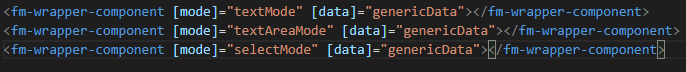 <fm-wrapper-component [mode]="textMode" [data]="genericData"></fm-wrapper-component>
<fm-wrapper-component [mode]="textAreaMode" [data]="genericData"></fm-wrapper-component>
<fm-wrapper-component [mode]="selectMode" [data]="genericData"></fm-wrapper-component>